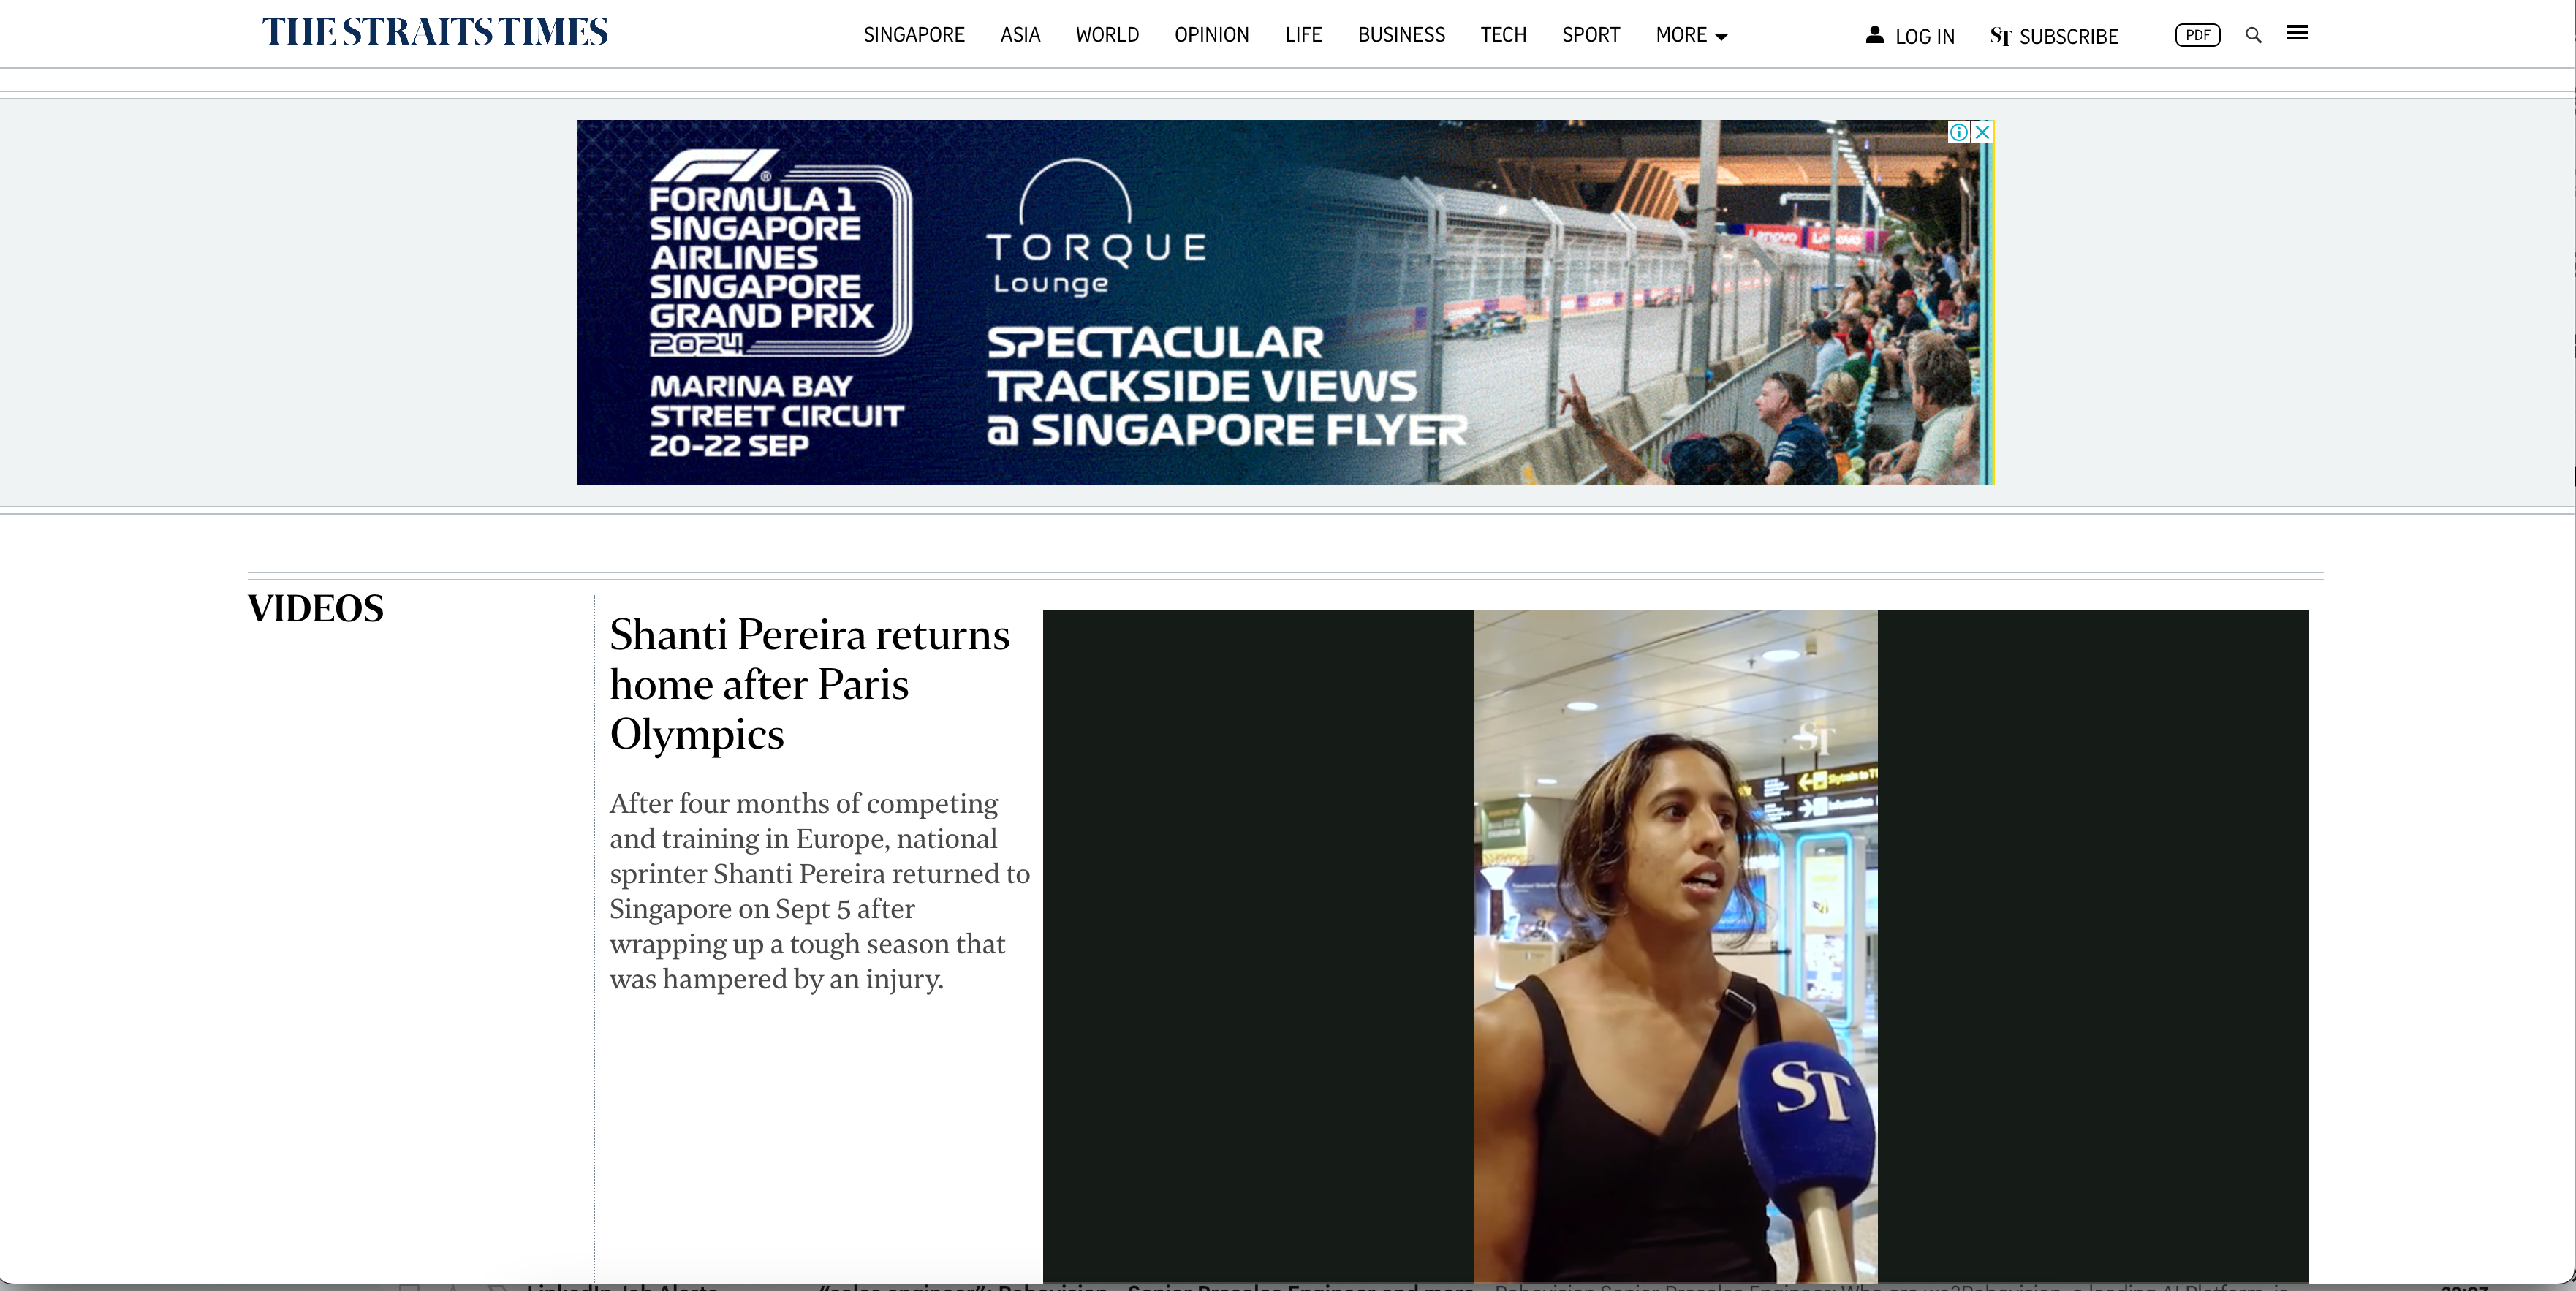 THE STRAITS TIMES
SINGAPORE ASIA WORLD OPINION LIFE BUSINESS TECH SPORT MORE
LOG IN ST SUBSCRIBE PDF
FORMULA 1
SINGAPORE
AIRLINES
SINGAPORE
GRAND PRIX
2024
MARINA BAY
STREET CIRCUIT
20-22 SEP
TORQUE
Lounge
SPECTACULAR
TRACKSIDE VIEWS
@ SINGAPORE FLYER
Lenovo
VIDEOS
Shanti Pereira returns
home after Paris
Olympics
After four months of competing
and training in Europe, national
sprinter Shanti Pereira returned to
Singapore on Sept 5 after
wrapping up a tough season that
was hampered by an injury.
ST
Skytrain to T
Information
ST